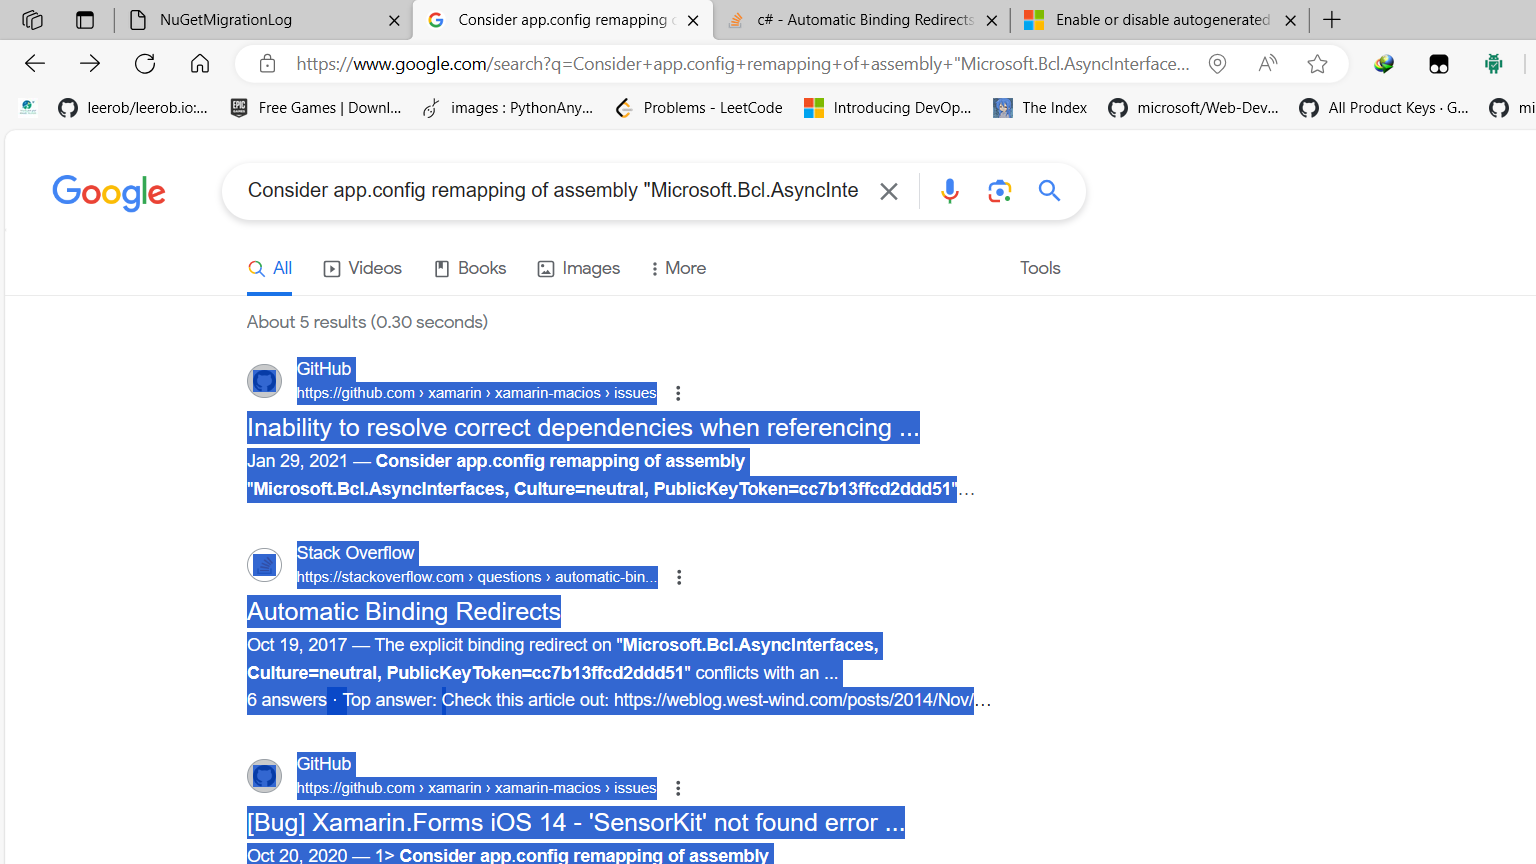 NuGetMigrationLog
Consider app.config remapping
c# - Automatic Binding Redirects
Enable or disable autogenerated
https://www.google.com/search?q=Consider+app.config+remapping+of+assembly+"Microsoft.Bcl.AsyncInterface...
leerob/leerob.io:...
EPIC
GAMES
Free Games | Downl...
images : PythonAny...
Problems - LeetCode
Introducing DevOp...
The Index
microsoft/Web-Dev...
All Product Keys · G...
mi
Google
Consider app.config remapping of assembly "Microsoft.Bcl.AsyncInte
All
Videos
Books
Images
More
Tools
About 5 results (0.30 seconds)
GitHub
https://github.com › xamarin › xamarin-macios › issues
Inability to resolve correct dependencies when referencing ...
Jan 29, 2021 — Consider app.config remapping of assembly
"Microsoft.Bcl.AsyncInterfaces, Culture=neutral, PublicKeyToken=cc7b13ffcd2ddd51"...
Stack Overflow
https://stackoverflow.com › questions › automatic-bin...
Automatic Binding Redirects
Oct 19, 2017 — The explicit binding redirect on "Microsoft.Bcl.AsyncInterfaces,
Culture=neutral, PublicKeyToken=cc7b13ffcd2ddd51" conflicts with an ...
6 answers · Top answer: Check this article out: https://weblog.west-wind.com/posts/2014/Nov/...
GitHub
https://github.com › xamarin › xamarin-macios › issues
[Bug] Xamarin.Forms iOS 14 - 'SensorKit' not found error ...
Oct 20, 2020 — 1> Consider app.config remapping of assembly